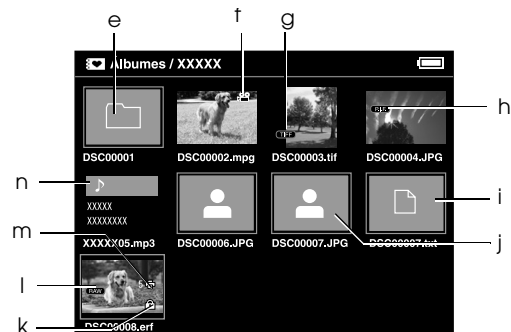 e
f
g
Albumes / XXXXX
TIFF
h
DSC00001
DSC00002.mpg
DSC00003.tif
DSC00004.JPG
n
XXXXX
XXXXXXXX
i
m
XXXXX05.mp3
DSC00006.JPG
DSC00007.JPG
DSC00007.txt
j
l
RAW
k
DSC00008.erf